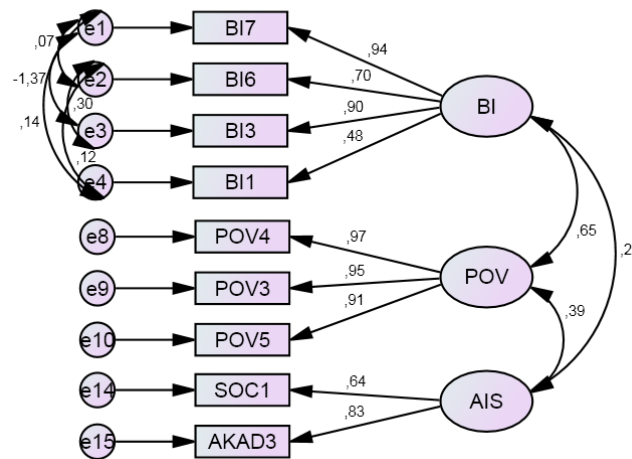 e1 BI7
,07 ,94
e2 BI6 ,70
-1,37 BI
,30 ,90
,14 e3 BI3
,48
,12
e4 BI1
e8 POV4 ,97 ,65
e9 POV3 ,95 POV ,2
,91 ,39
e10 POV5
e14 SOC1 ,64
AIS
,83
e15 AKAD3